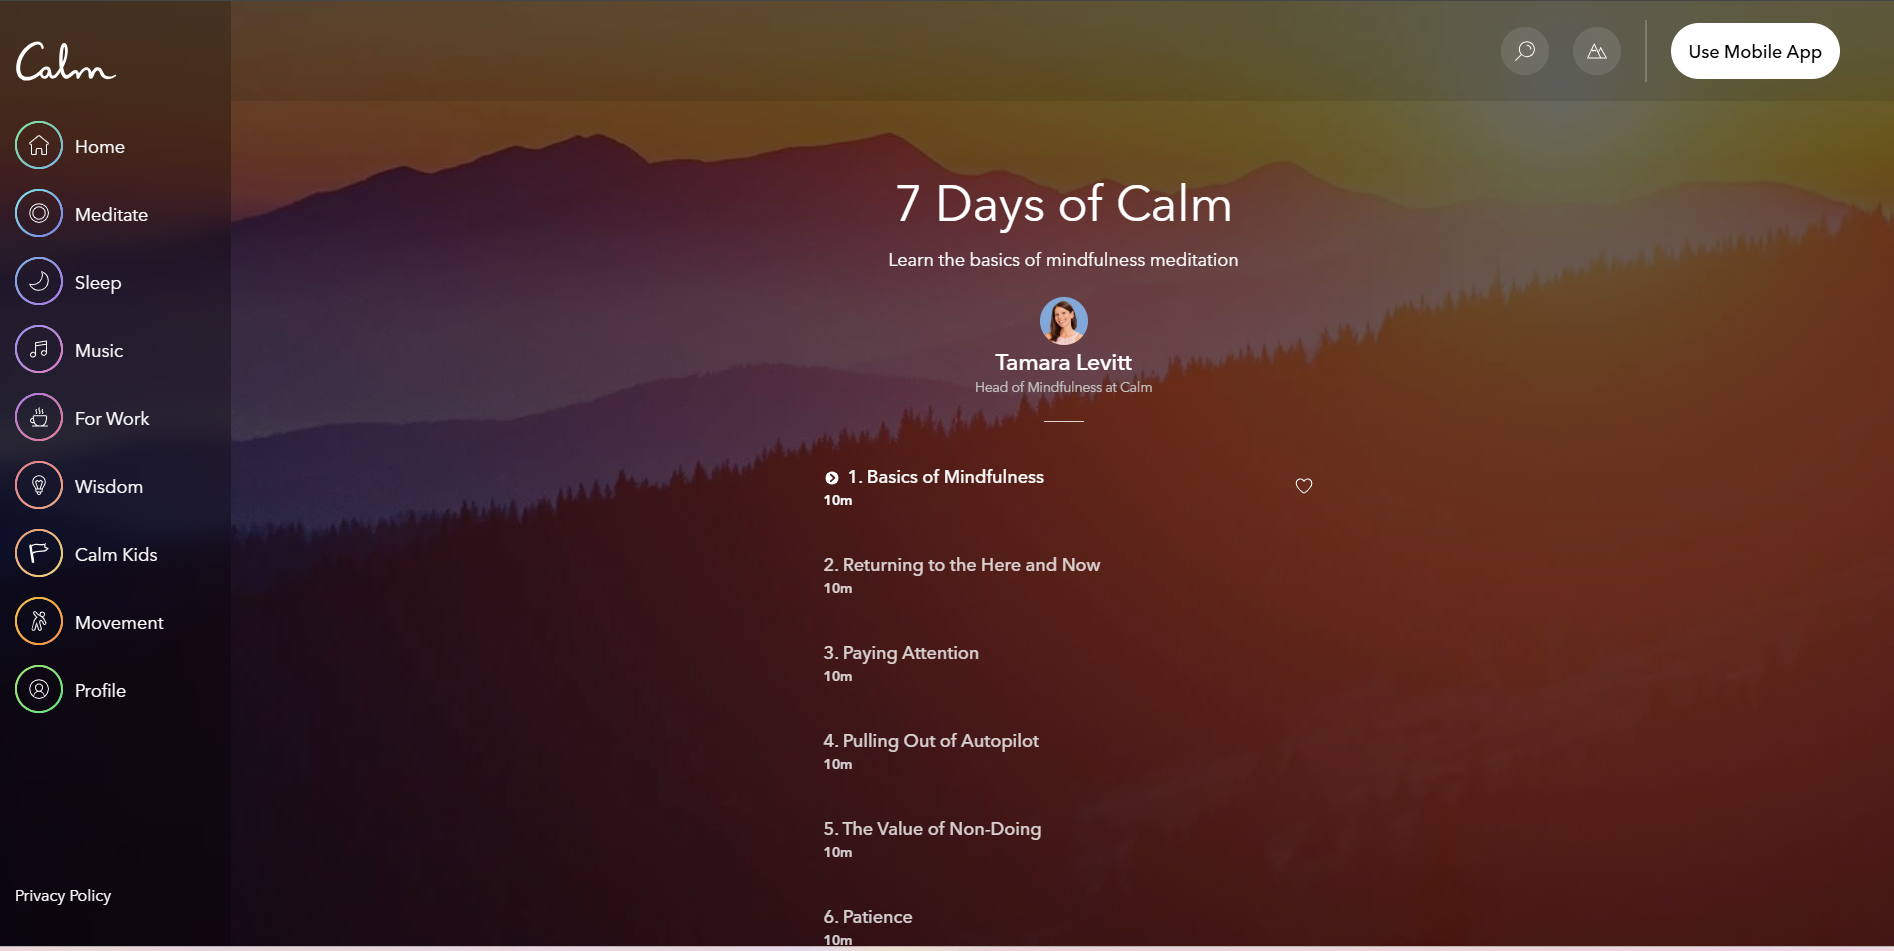 Calm
Home
Meditate
Sleep
Music
For Work
Wisdom
Calm Kids
Movement
Profile
Privacy Policy
Use Mobile App
7 Days of Calm
Learn the basics of mindfulness meditation
Tamara Levitt
Head of Mindfulness at Calm
1. Basics of Mindfulness
10m
2. Returning to the Here and Now
10m
3. Paying Attention
10m
4. Pulling Out of Autopilot
10m
5. The Value of Non-Doing
10m
6. Patience
10m